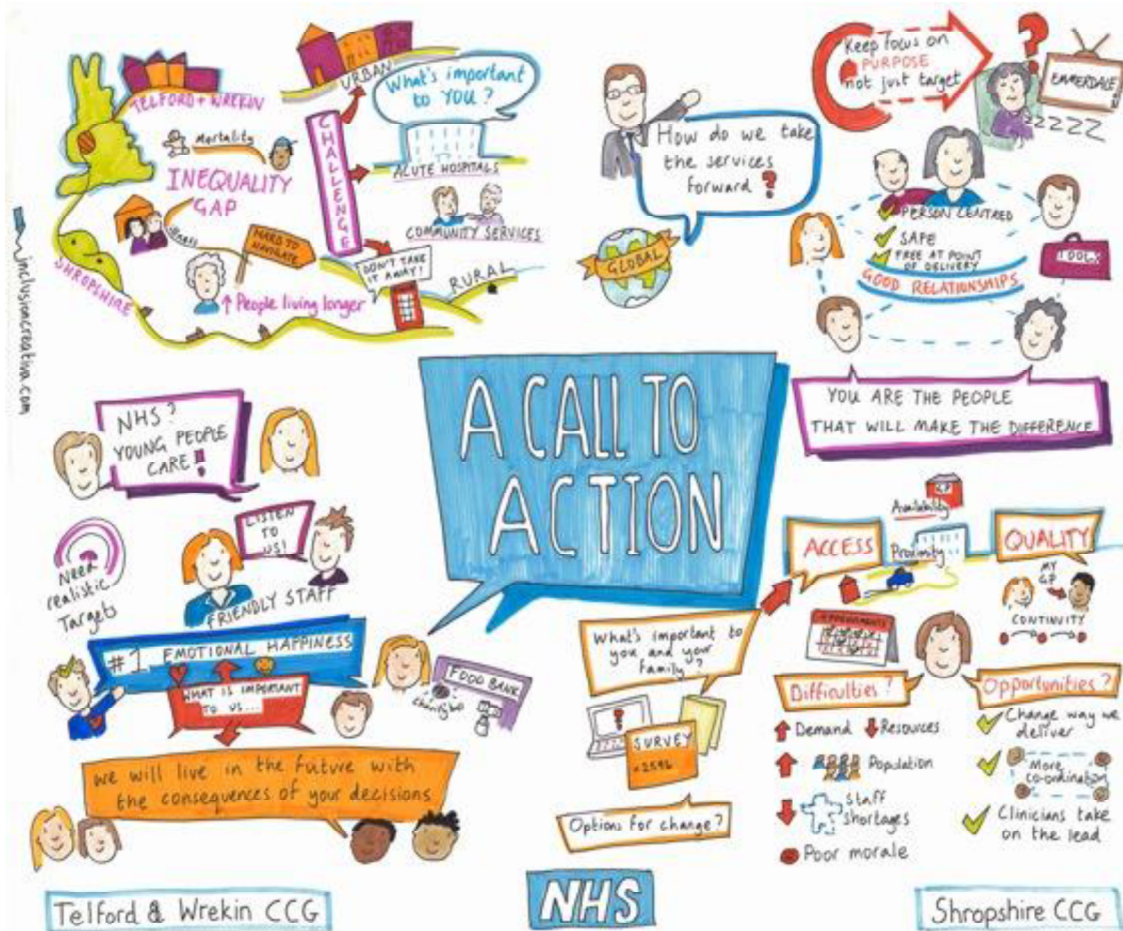 TELFORD + WREKIN
Mortality
INEQUALITY
GAP
HARD TO
NAVIGATE
SHROPSHIRE
↑ People living longer
CHALLENGE
URBAN
What's important
to YOU?
ACUTE HOSPITALS
COMMUNITY SERVICES
DON'T TAKE
IT AWAY!
RURAL
inclusioncreativa.com
How do we take
the services
forward?
GLOBAL
Keep focus on
PURPOSE
not just target
?
EMMERDALE
ZZZZ
PERSON CENTRED
SAFE
FREE AT POINT
OF DELIVERY
GOOD RELATIONSHIPS
TOOLS
YOU ARE THE PEOPLE
THAT WILL MAKE THE DIFFERENCE
A CALL TO
ACTION
NHS?
YOUNG PEOPLE
CARE!!
LISTEN
TO
US!
Need
realistic
Targets
FRIENDLY STAFF
#1 EMOTIONAL HAPPINESS
WHAT IS IMPORTANT
TO US...
FOOD BANK
we will live in the future with
the consequences of your decisions
What's important to
you and your
Family?
?
SURVEY
Options for change?
ACCESS
Availability
Proximity
QUALITY
MY
GP
CONTINUITY
APPOINTMENTS
Difficulties?
Demand
Resources
Population
Staff
shortages
Poor morale
Opportunities?
Change way we
deliver
More
co-ordination
Clinicians take
on the lead
Telford & Wrekin CCG
NHS
Shropshire CCG